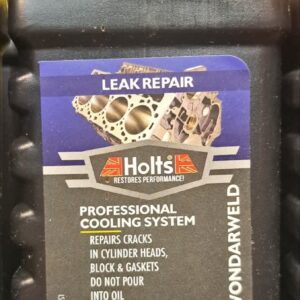 LEAK REPAIR
Holts
RESTORES PERFORMANCE!
PROFESSIONAL
COOLING SYSTEM
REPAIRS CRACKS
IN CYLINDER HEADS,
BLOCK & GASKETS
DO NOT POUR
INTO OIL
ONDARWELD